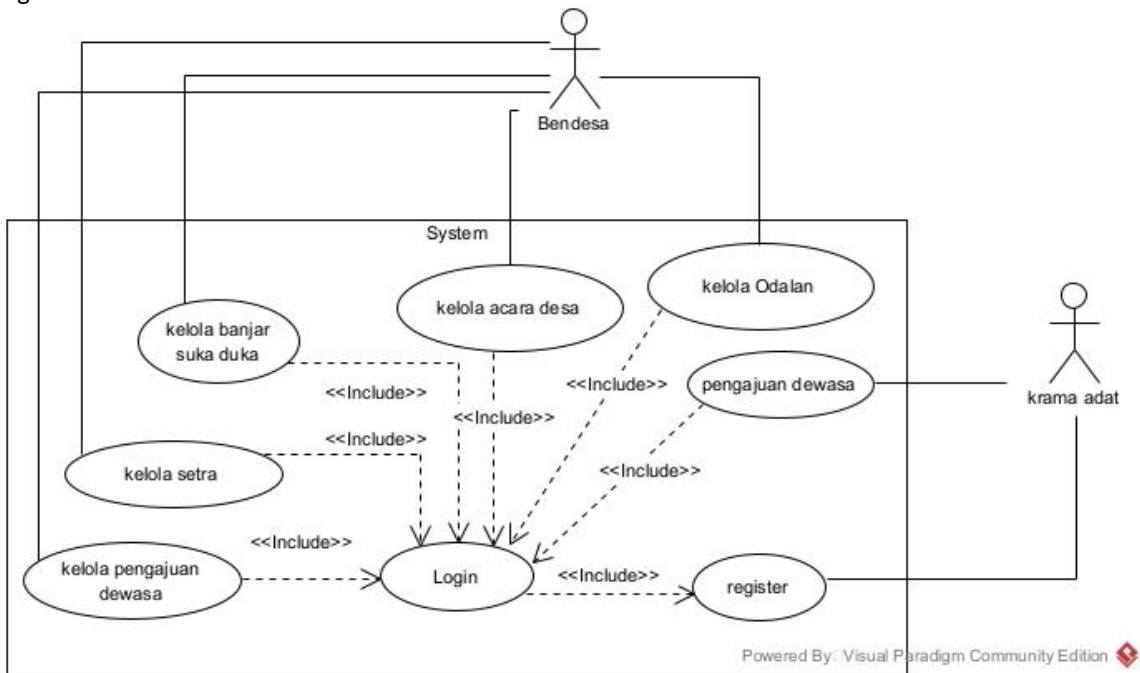 Bendesa
System
kelola Odalan
kelola acara desa
kelola banjar
suka duka
<<Include>>
<<Include>>
<<Include>>
pengajuan dewasa
krama adat
<<Include>>
kelola setra
<<Include>>
<<Include>>
kelola pengajuan
dewasa
Login
<<Include>>
register
Powered By Visual Paradigm Community Edition